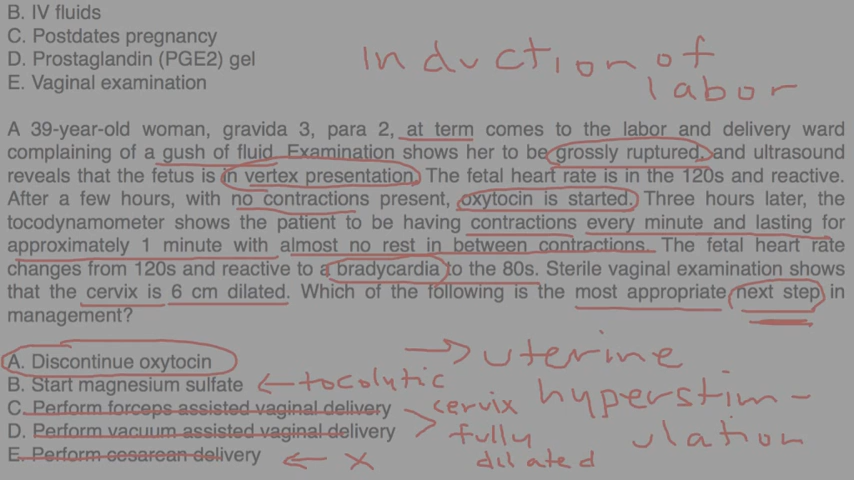 B. IV fluids
C. Postdates pregnancy
D. Prostaglandin (PGE2) gel
E. Vaginal examination
Induction of
labor
A 39-year-old woman, gravida 3, para 2, at term comes to the labor and delivery ward
complaining of a gush of fluid. Examination shows her to be grossly ruptured, and ultrasound
reveals that the fetus is in vertex presentation. The fetal heart rate is in the 120s and reactive.
After a few hours, with no contractions present, oxytocin is started. Three hours later, the
tocodynamometer shows the patient to be having contractions every minute and lasting for
approximately 1 minute with almost no rest in between contractions. The fetal heart rate
changes from 120s and reactive to a bradycardia to the 80s. Sterile vaginal examination shows
that the cervix is 6 cm dilated. Which of the following is the most appropriate next step in
management?
A. Discontinue oxytocin
B. Start magnesium sulfate
C. Perform forceps assisted vaginal delivery
D. Perform vacuum assisted vaginal delivery
E. Perform cesarean delivery
→ uterine
hyperstim-
ulation
← tocolytic
cervix
fully
dilated
← x